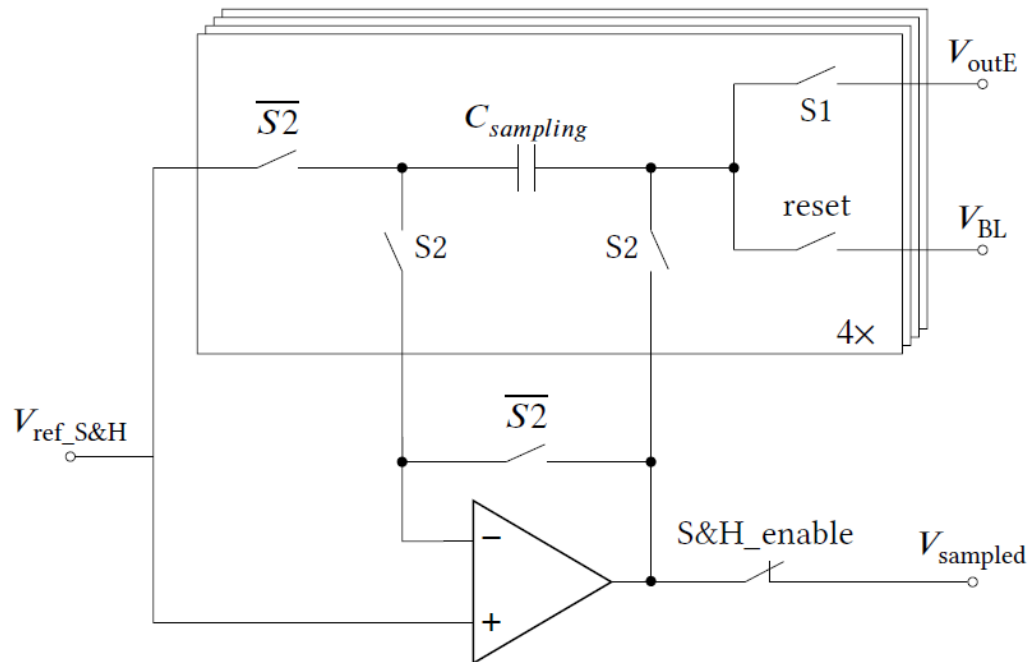 V_outE
S1
S̅2̅
C_sampling
reset
V_BL
S2
S2
4×
S̅2̅
V_ref_S&H
−
+
S&H_enable
V_sampled